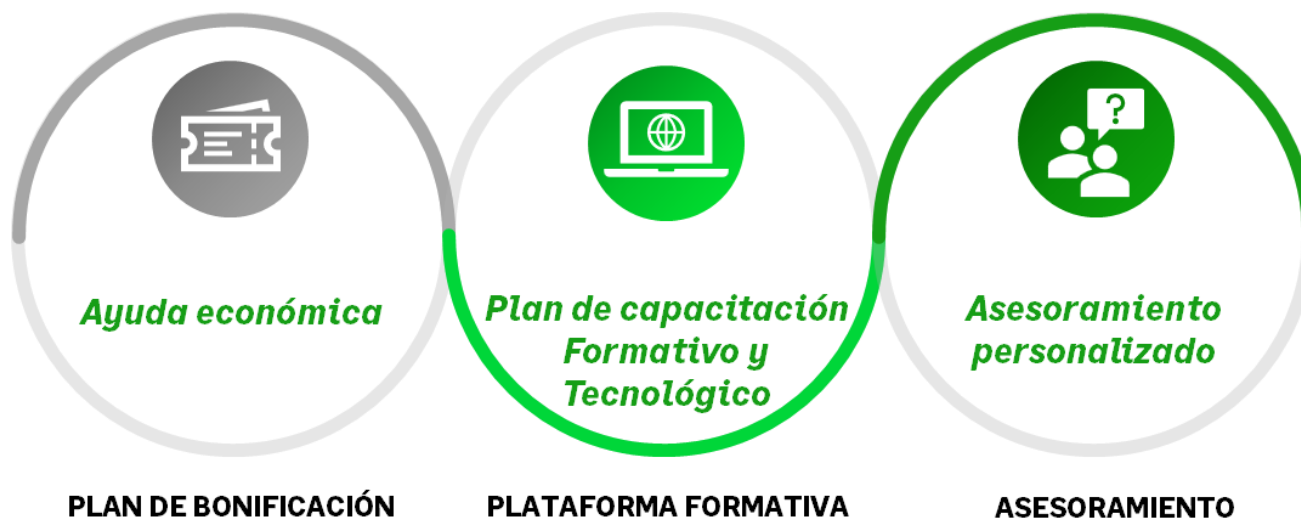 Ayuda económica
Plan de capacitación
Formativo y
Tecnológico
Asesoramiento
personalizado
?
PLAN DE BONIFICACIÓN
PLATAFORMA FORMATIVA
ASESORAMIENTO